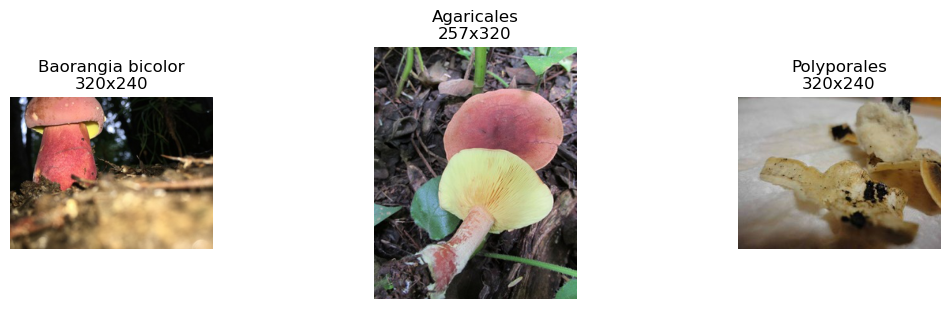 Baorangia bicolor
320x240
Agaricales
257x320
Polyporales
320x240